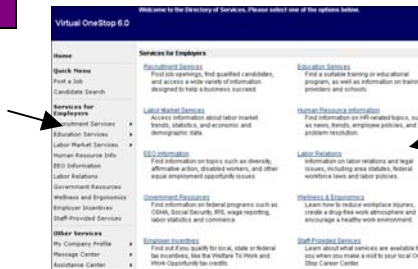 Welcome to the Directory of Services. Please select one of the options below.
Virtual OneStop 6.0
Home
Quick Menu
Post a Job
Candidate Search
Services for
Employers
Recruitment Services
Education Services
Labor Market Services
Human Resource Info
EEO Information
Labor Relations
Government Resources
Wellness and Ergonomics
Employer Incentives
Staff-Provided Services
Other Services
My Company Profile
Message Center
Assistance Center
Services for Employers
Recruitment Services
Post job openings, find qualified candidates,
and access a wide variety of information
designed to help a business succeed.
Labor Market Services
Access information about labor market
trends, statistics, and economic and
demographic data.
EEO Information
Find information on topics such as diversity,
affirmative action, disabled workers, and other
equal employment opportunity issues.
Government Resources
Find information on federal programs such as
OSHA, Social Security, IRS, wage reporting,
labor statistics and commerce.
Employer Incentives
Find out if you qualify for local, state or federal
tax incentives, like the Welfare To Work and
Work Opportunity tax credits.
Education Services
Find a suitable training or educational
program, as well as information on
providers and schools.
Human Resource Information
Find information on HR-related topics,
as news, trends, employee policies, and
problem resolution.
Labor Relations
Information on labor relations and legal
issues, including area statutes, federal
workforce laws and labor policies.
Wellness & Ergonomics
Learn how to reduce workplace injuries,
create a drug-free work atmosphere and
encourage a healthy work environment.
Staff-Provided Services
Learn about what services are available
you when you make a visit to your local
Stop Career Center.